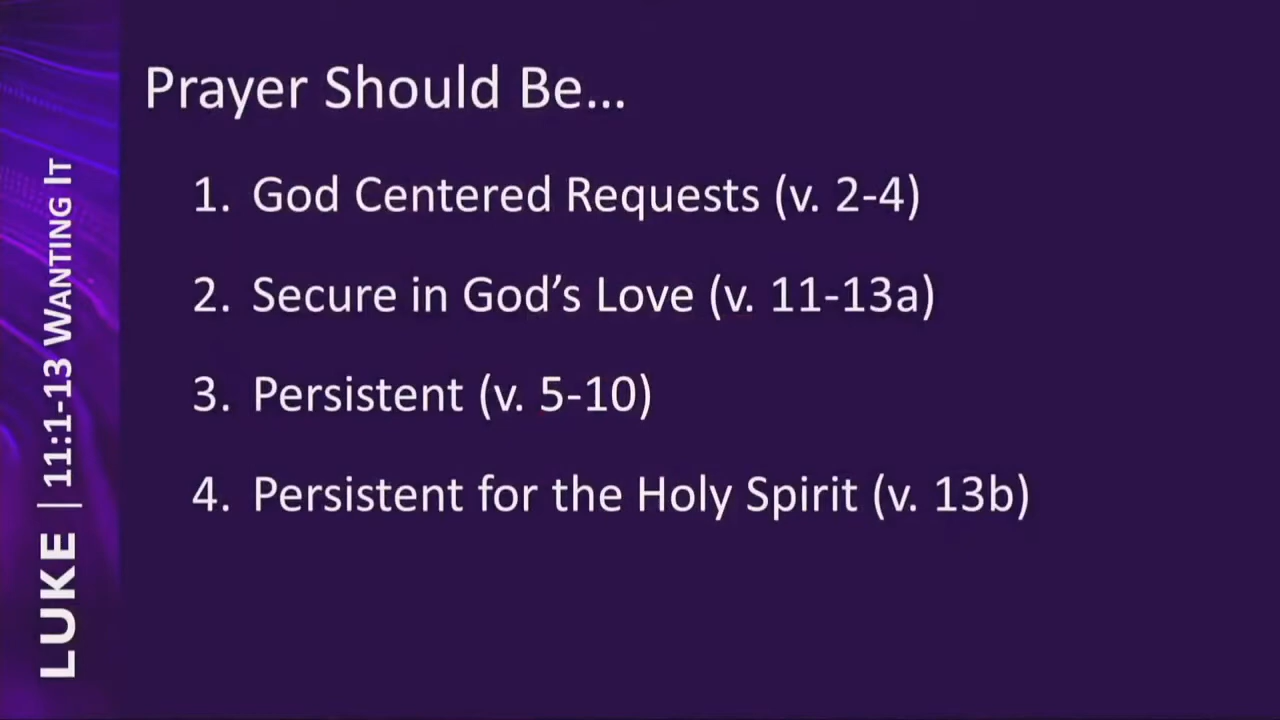 Prayer Should Be...
1. God Centered Requests (v. 2-4)
2. Secure in God’s Love (v. 11-13a)
3. Persistent (v. 5-10)
4. Persistent for the Holy Spirit (v. 13b)
LUKE | 11:1-13 WANTING IT